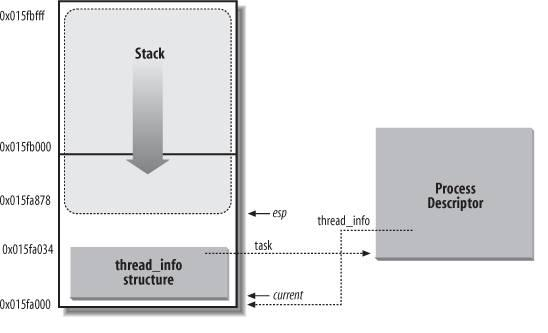 0x015fbfff
Stack
0x015fb000
0x015fa878
esp
thread_info
Process
Descriptor
0x015fa034
task
thread_info
structure
current
0x015fa000